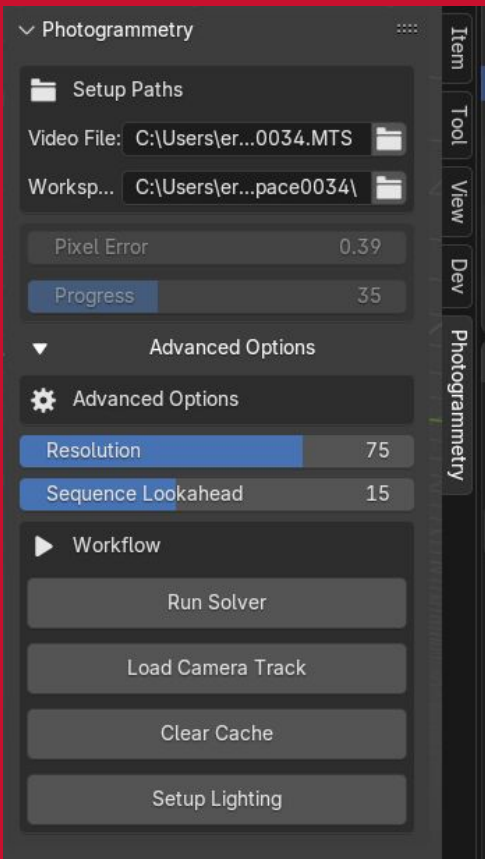 Photogrammetry
Setup Paths
Video File: C:\Users\er...0034.MTS
Worksp... C:\Users\er...pace0034\
Pixel Error 0.39
Progress 35
Advanced Options
Advanced Options
Resolution 75
Sequence Lookahead 15
Workflow
Run Solver
Load Camera Track
Clear Cache
Setup Lighting
Item
Tool
View
Dev
Photogrammetry